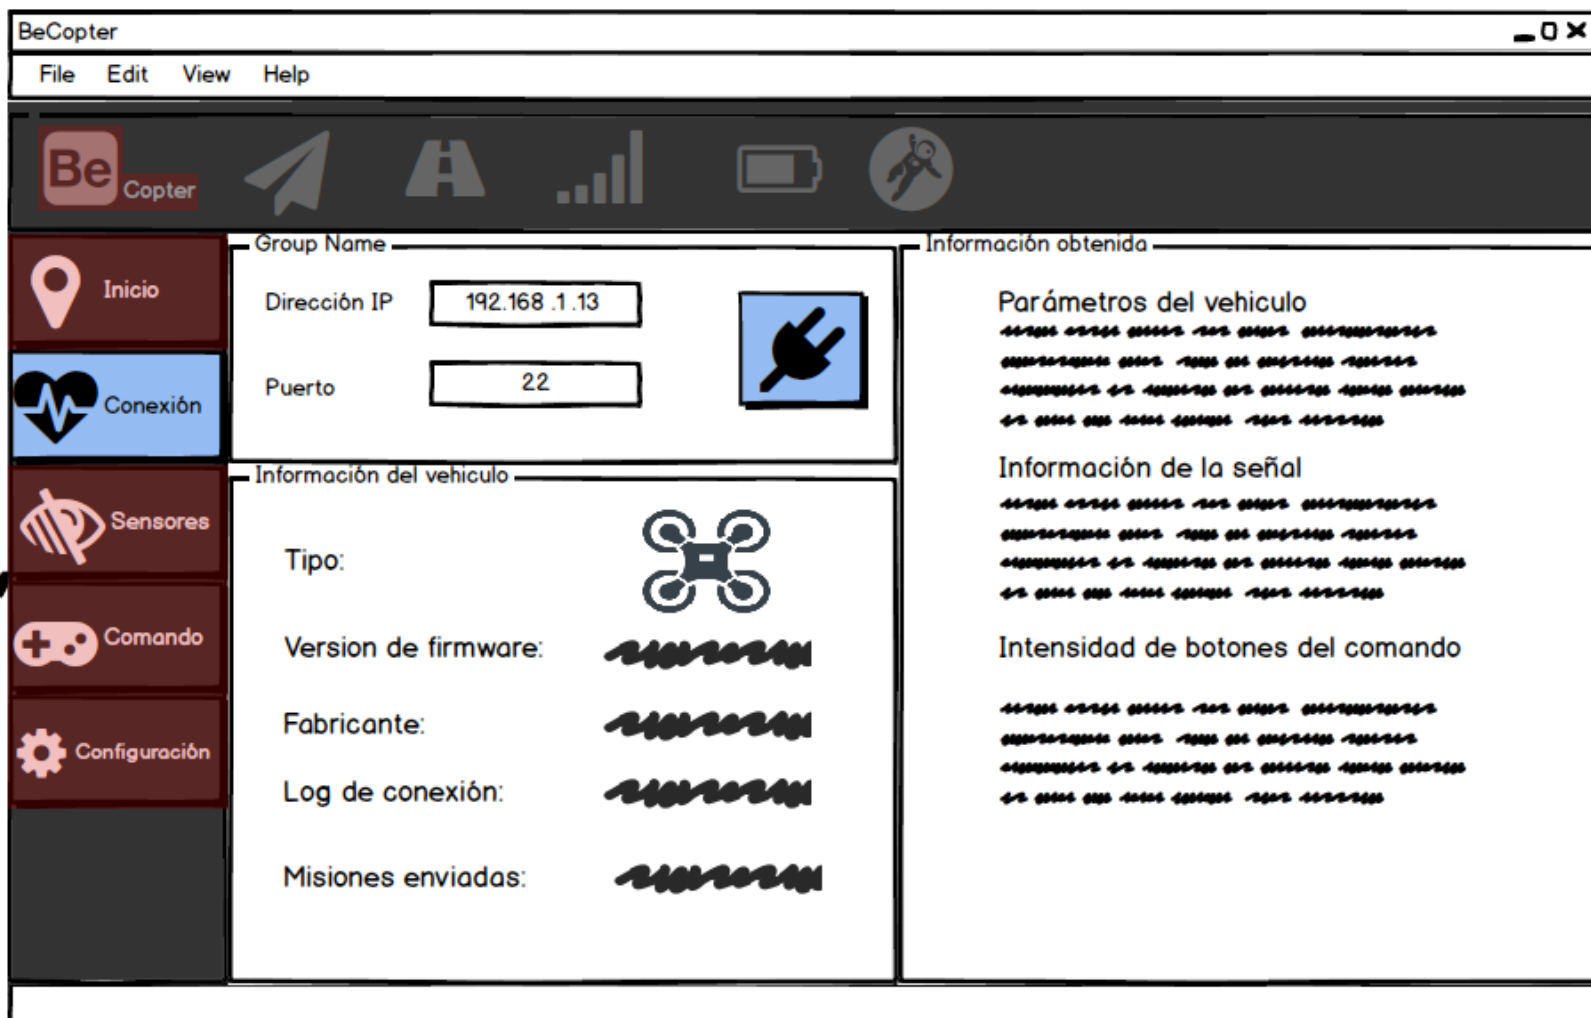 BeCopter
File Edit View Help
Be Copter
Inicio
Conexión
Sensores
Comando
Configuración
Group Name
Dirección IP 192.168 .1 .13
Puerto 22
Información del vehiculo
Tipo:
Version de firmware:
Fabricante:
Log de conexión:
Misiones enviadas:
Información obtenida
Parámetros del vehiculo
Información de la señal
Intensidad de botones del comando